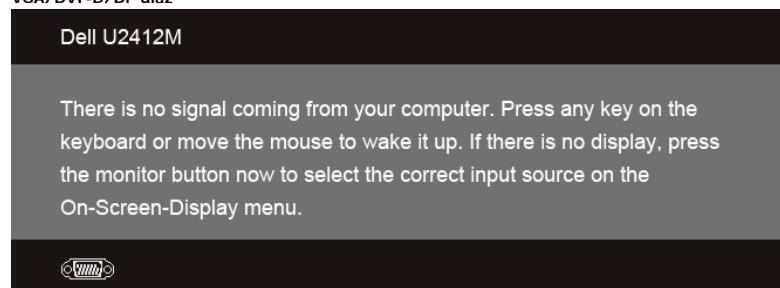 Dell U2412M
There is no signal coming from your computer. Press any key on the
keyboard or move the mouse to wake it up. If there is no display, press
the monitor button now to select the correct input source on the
On-Screen-Display menu.